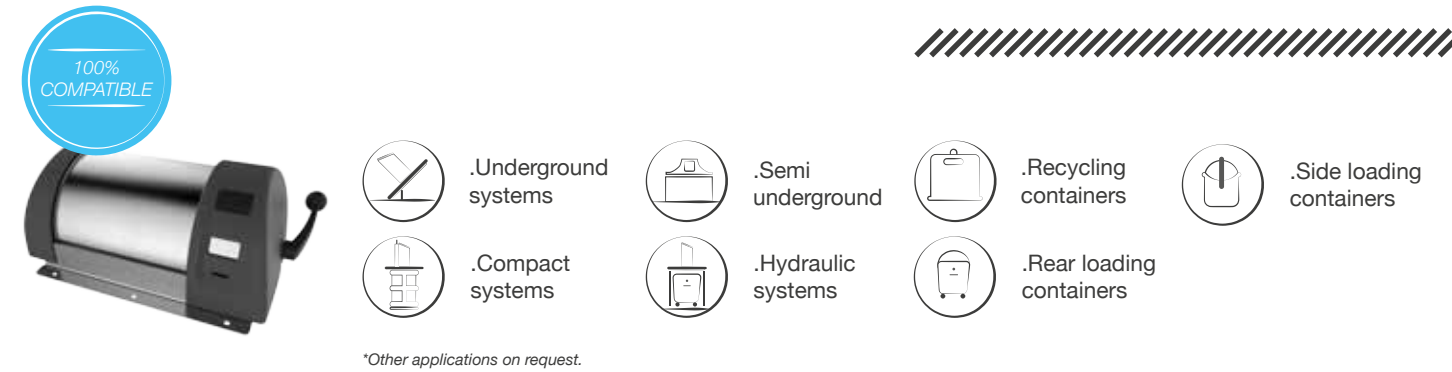 100%
COMPATIBLE
.Underground
systems
.Semi
underground
.Recycling
containers
.Side loading
containers
.Compact
systems
.Hydraulic
systems
.Rear loading
containers
*Other applications on request.